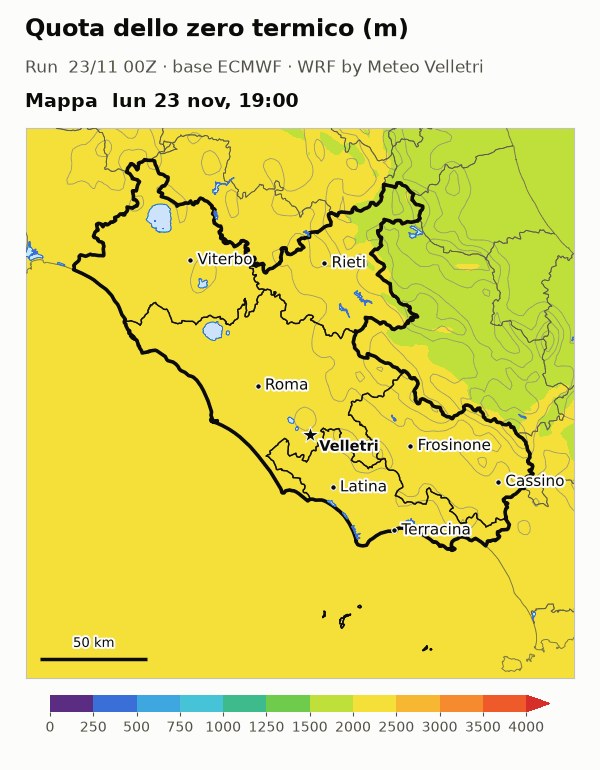 Quota dello zero termico (m)
Run  23/11 00Z · base ECMWF · WRF by Meteo Velletri
Mappa  lun 23 nov, 19:00
Viterbo
Rieti
Roma
Velletri
Frosinone
Cassino
Latina
Terracina
50 km
0 250 500 750 1000 1250 1500 2000 2500 3000 3500 4000